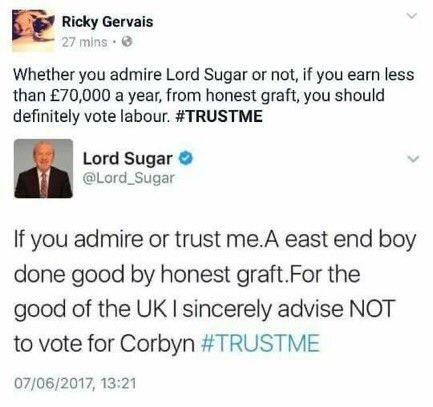 Ricky Gervais
27 mins ·
Whether you admire Lord Sugar or not, if you earn less
than £70,000 a year, from honest graft, you should
definitely vote labour. #TRUSTME
Lord Sugar
@Lord_Sugar
If you admire or trust me.A east end boy
done good by honest graft.For the
good of the UK I sincerely advise NOT
to vote for Corbyn #TRUSTME
07/06/2017, 13:21